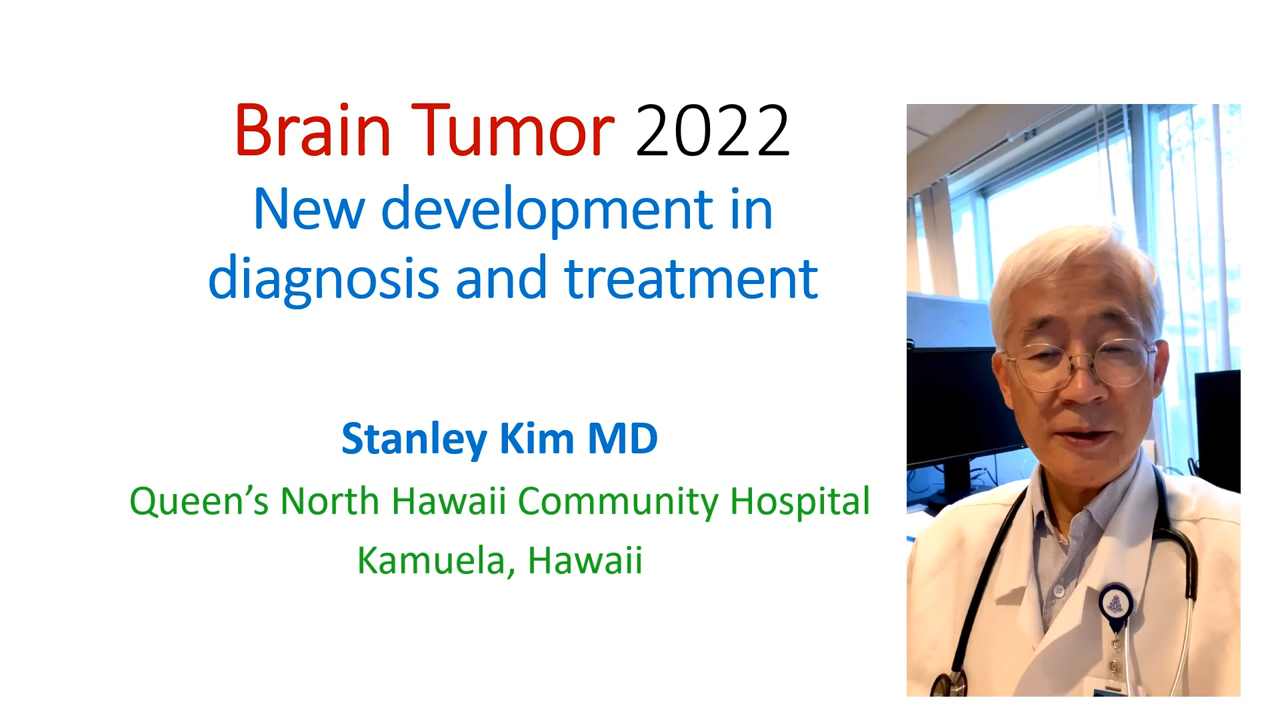 Brain Tumor 2022
New development in
diagnosis and treatment
Stanley Kim MD
Queen’s North Hawaii Community Hospital
Kamuela, Hawaii